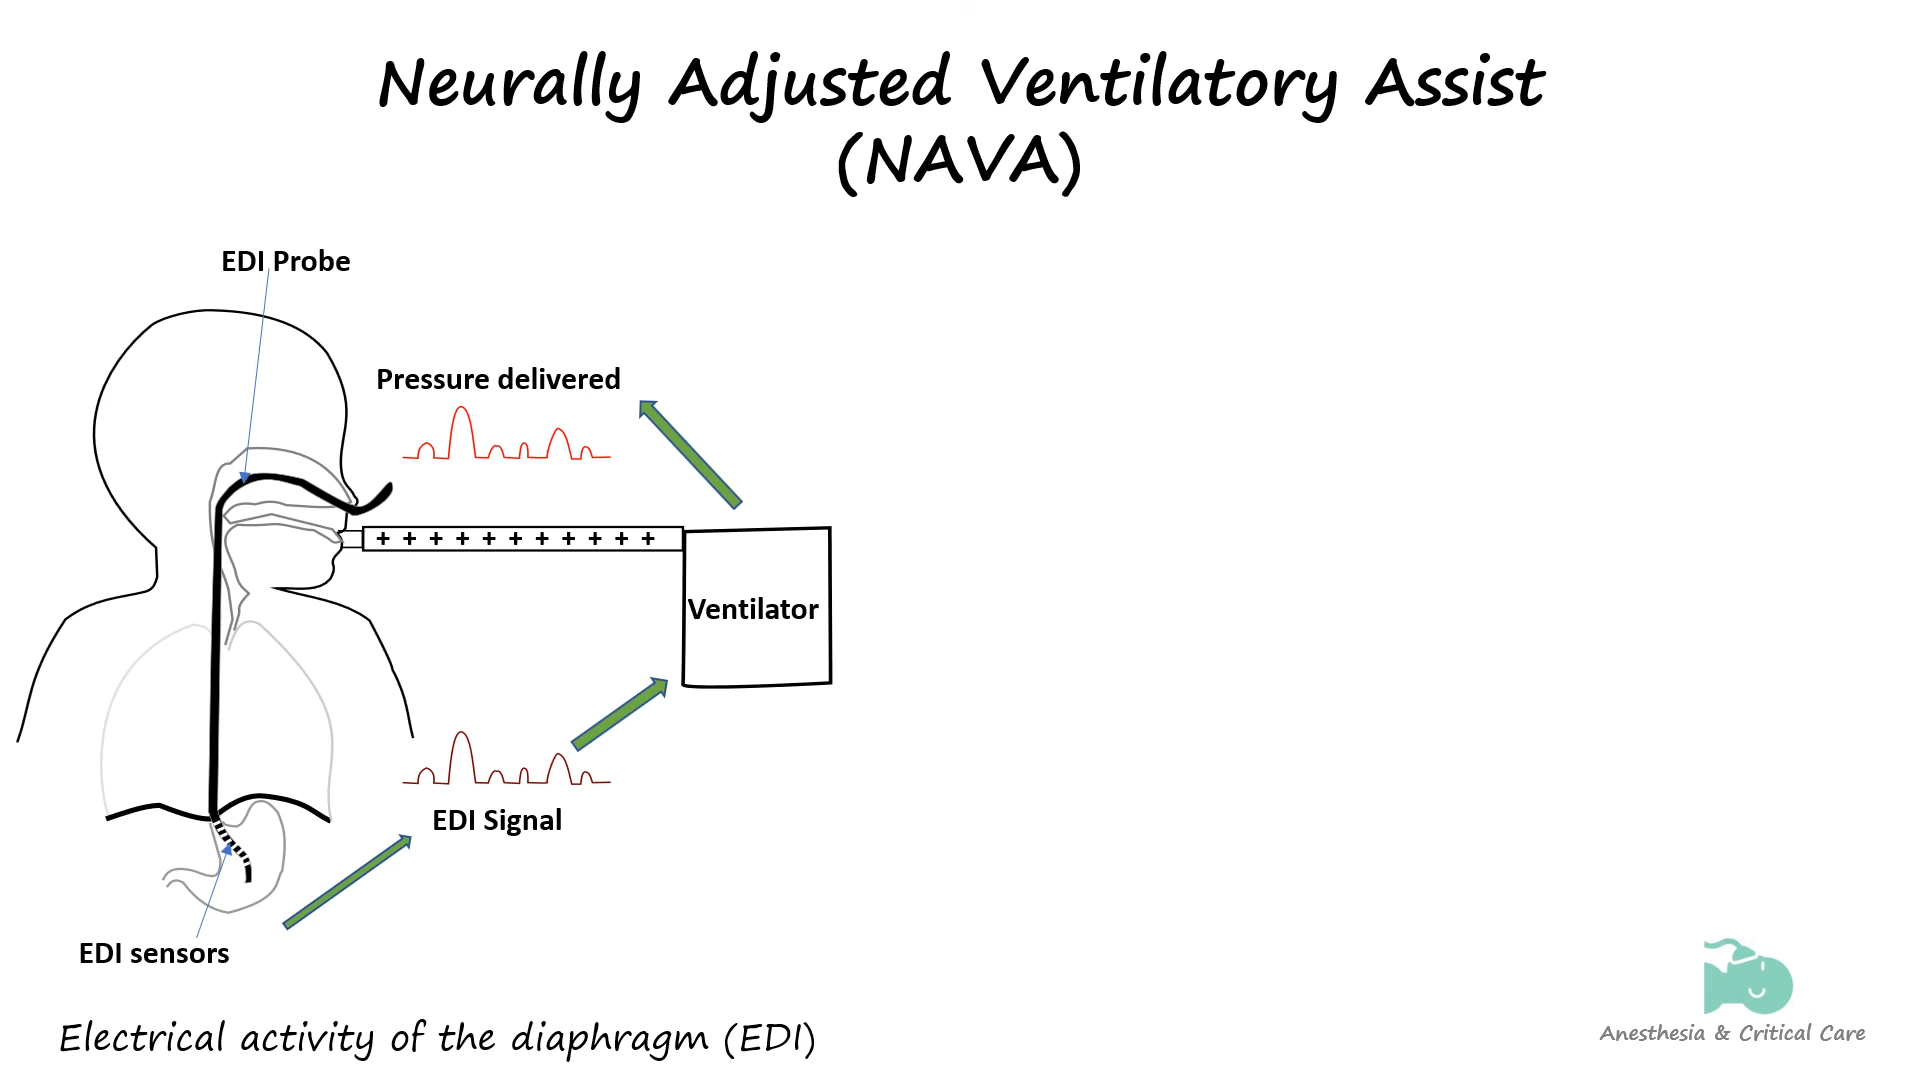 Neurally Adjusted Ventilatory Assist
(NAVA)
EDI Probe
Pressure delivered
+ + + + + + + + + + +
Ventilator
EDI Signal
EDI sensors
Electrical activity of the diaphragm (EDI)
Anesthesia & Critical Care